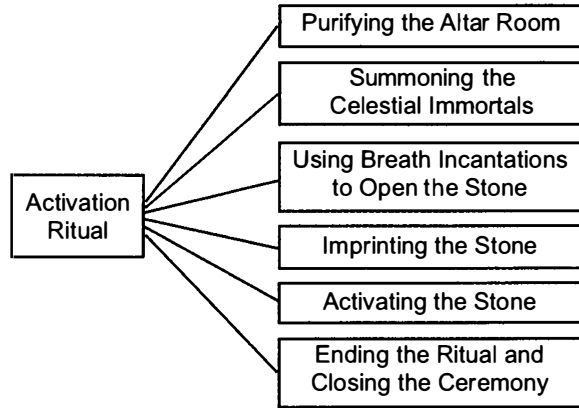 Purifying the Altar Room
Summoning the
Celestial Immortals
Using Breath Incantations
to Open the Stone
Activation
Ritual
Imprinting the Stone
Activating the Stone
Ending the Ritual and
Closing the Ceremony